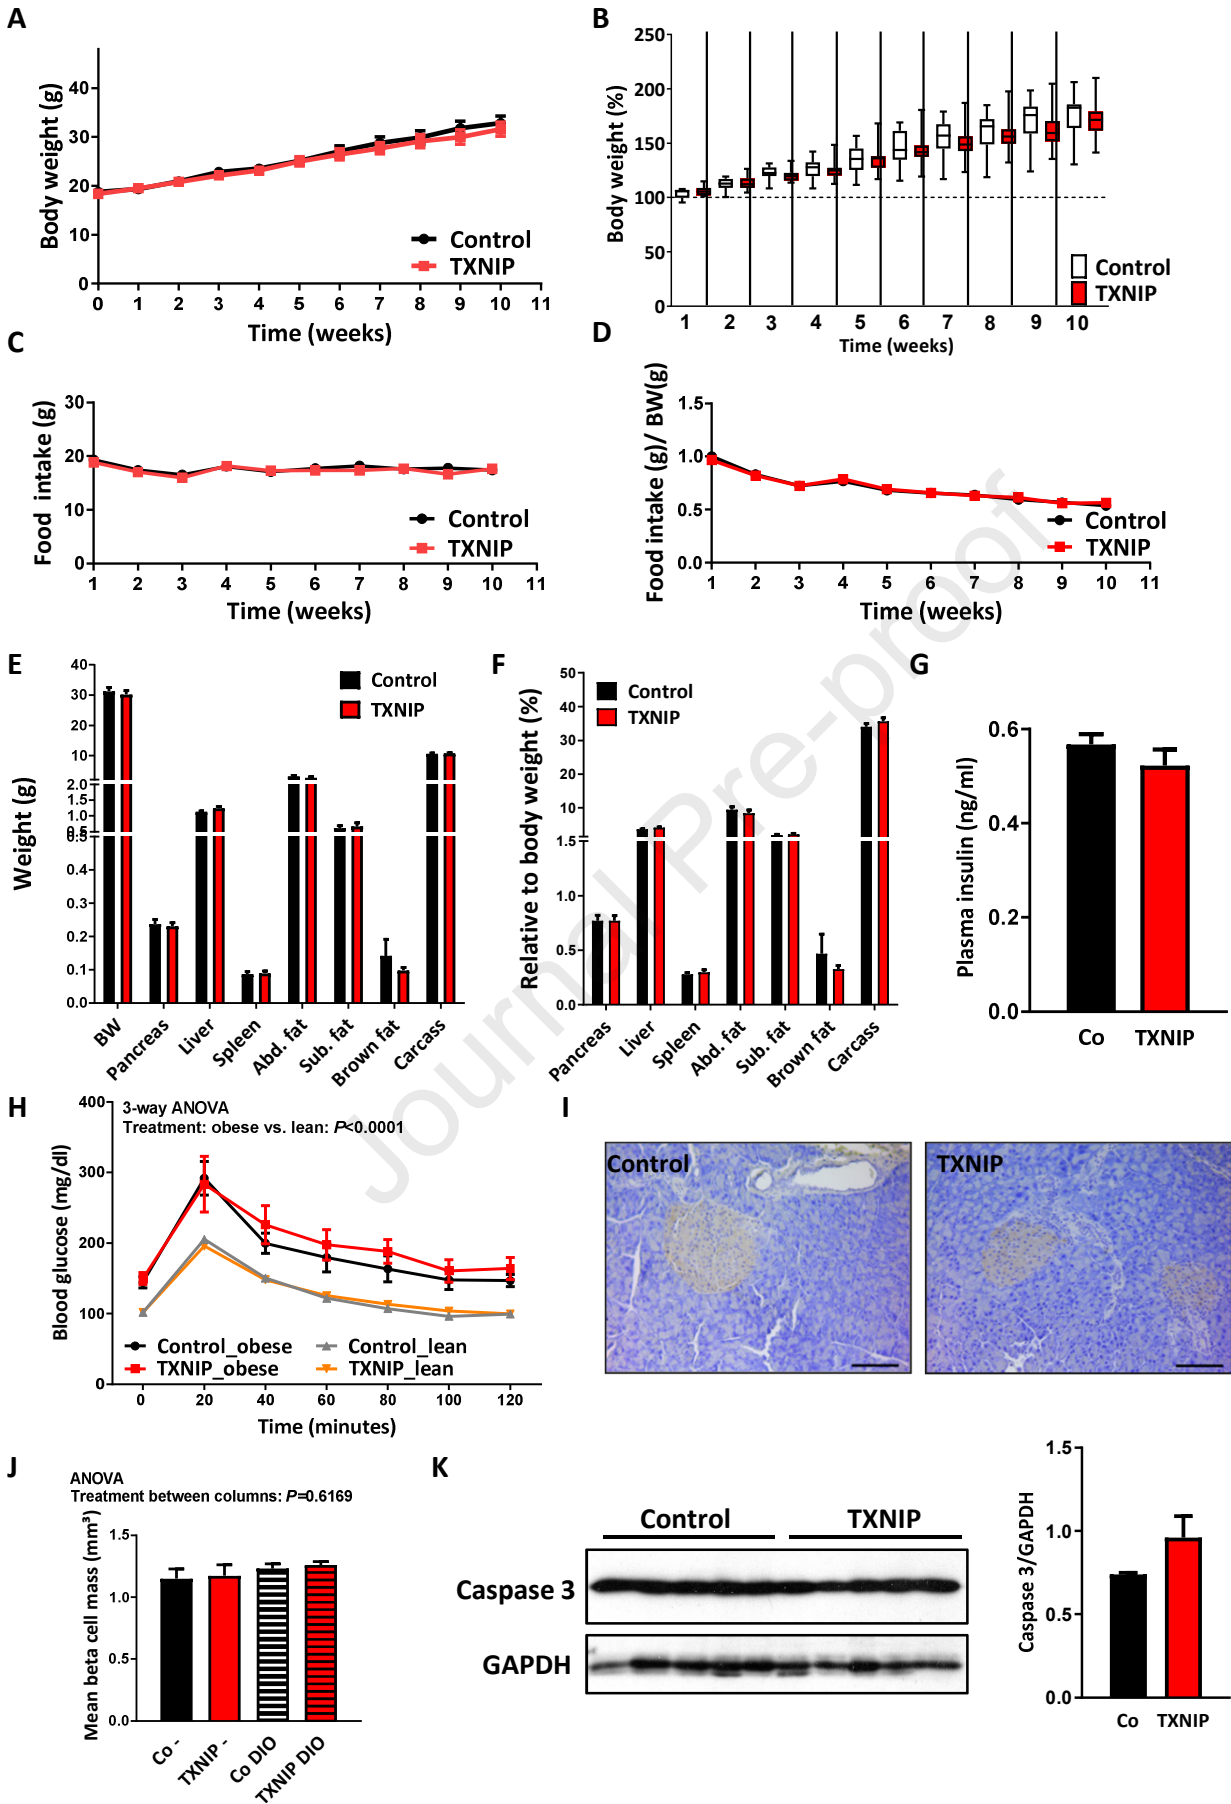 A
Body weight (g)
40
30
20
10
0
0 1 2 3 4 5 6 7 8 9 10 11
Time (weeks)
Control
TXNIP
B
Body weight (%)
250
200
150
100
50
0
1 2 3 4 5 6 7 8 9 10
Time (weeks)
Control
TXNIP
C
Food intake (g)
30
20
10
0
1 2 3 4 5 6 7 8 9 10 11
Time (weeks)
Control
TXNIP
D
Food intake (g)/ BW(g)
1.5
1.0
0.5
0.0
1 2 3 4 5 6 7 8 9 10 11
Time (weeks)
Control
TXNIP
E
Weight (g)
40
30
20
10
2.0
1.5
1.0
0.5
0.5
0.4
0.3
0.2
0.1
0.0
BW Pancreas Liver Spleen Abd. fat Sub. fat Brown fat Carcass
Control
TXNIP
F
Relative to body weight (%)
50
40
30
20
10
1.5
1.0
0.5
0.0
Pancreas Liver Spleen Abd. fat Sub. fat Brown fat Carcass
Control
TXNIP
G
Plasma insulin (ng/ml)
0.6
0.4
0.2
0.0
Co TXNIP
H
3-way ANOVA
Treatment: obese vs. lean: P<0.0001
Blood glucose (mg/dl)
400
300
200
100
0
0 20 40 60 80 100 120
Time (minutes)
Control_obese
TXNIP_obese
Control_lean
TXNIP_lean
I
Control
TXNIP
J
ANOVA
Treatment between columns: P=0.6169
Mean beta cell mass (mm³)
1.5
1.0
0.5
0.0
Co - TXNIP - Co DIO TXNIP DIO
K
Control TXNIP
Caspase 3
GAPDH
Caspase 3/GAPDH
1.5
1.0
0.5
0.0
Co TXNIP
Journal Pre-proof